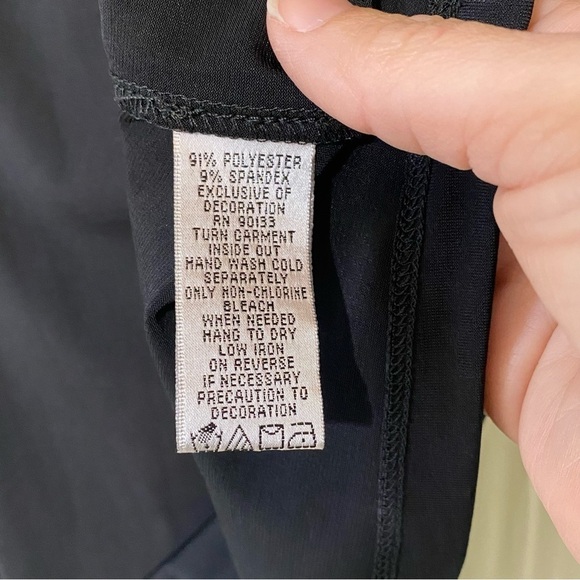 91% POLYESTER
9% SPANDEX
EXCLUSIVE OF
DECORATION
RN 90133
TURN GARMENT
INSIDE OUT
HAND WASH COLD
SEPARATELY
ONLY NON-CHLORINE
BLEACH
WHEN NEEDED
HANG TO DRY
LOW IRON
ON REVERSE
IF NECESSARY
PRECAUTION TO
DECORATION